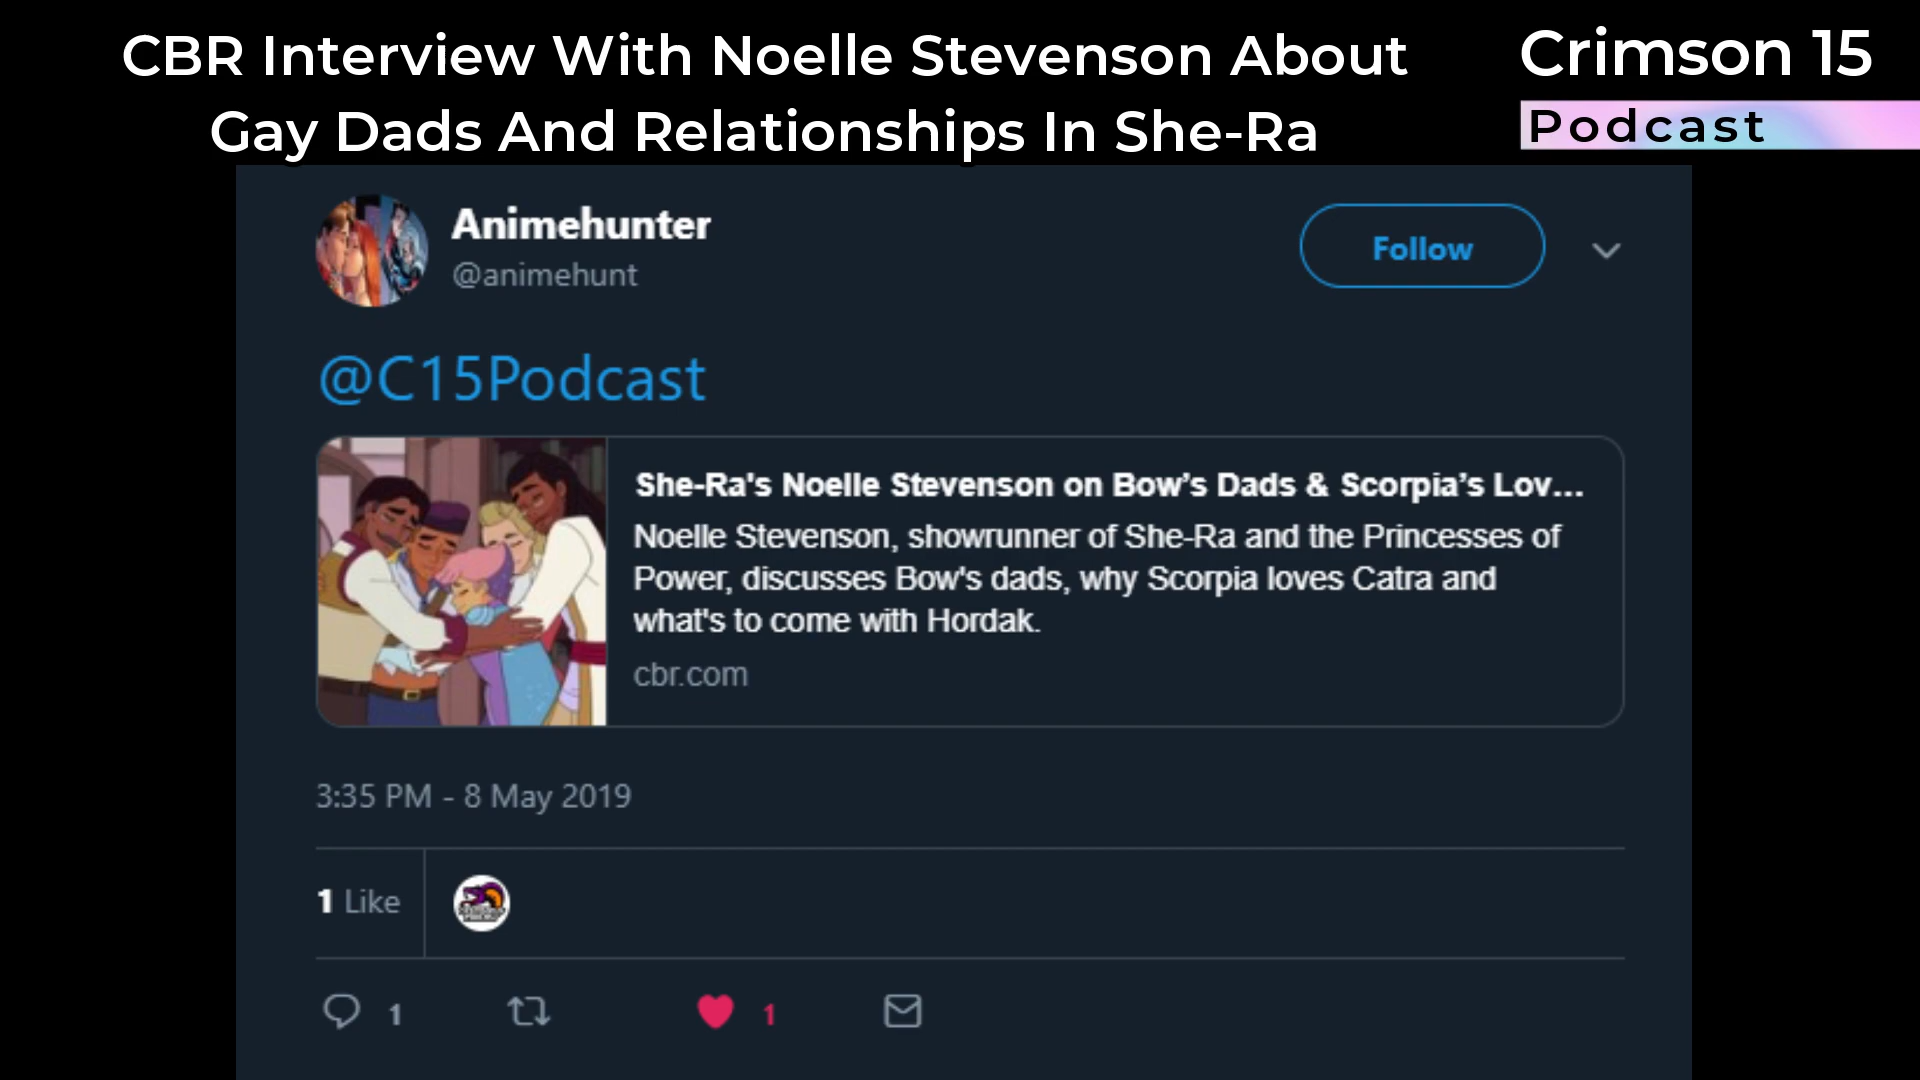 CBR Interview With Noelle Stevenson About
Gay Dads And Relationships In She-Ra
Crimson 15
Podcast
Animehunter
@animehunt
Follow
@C15Podcast
She-Ra's Noelle Stevenson on Bow’s Dads & Scorpia’s Lov...
Noelle Stevenson, showrunner of She-Ra and the Princesses of
Power, discusses Bow's dads, why Scorpia loves Catra and
what's to come with Hordak.
cbr.com
3:35 PM - 8 May 2019
1 Like
1
1